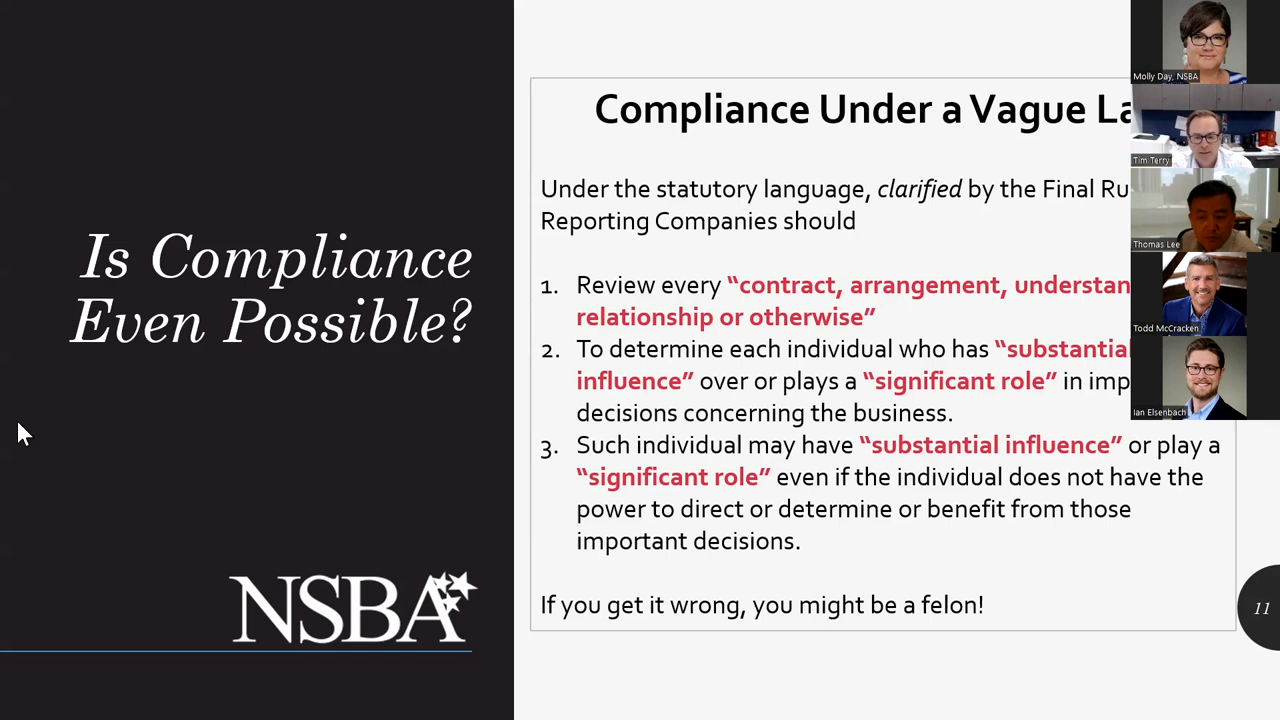 Is Compliance
Even Possible?
NSBA
Compliance Under a Vague La
Under the statutory language, clarified by the Final Ru
Reporting Companies should
1. Review every “contract, arrangement, understan
relationship or otherwise”
2. To determine each individual who has “substantial
influence” over or plays a “significant role” in imp
decisions concerning the business.
3. Such individual may have “substantial influence” or play a
“significant role” even if the individual does not have the
power to direct or determine or benefit from those
important decisions.
If you get it wrong, you might be a felon!
11
Molly Day, NSBA
Tim Terry
Thomas Lee
Todd McCracken
Ian Elsenbach